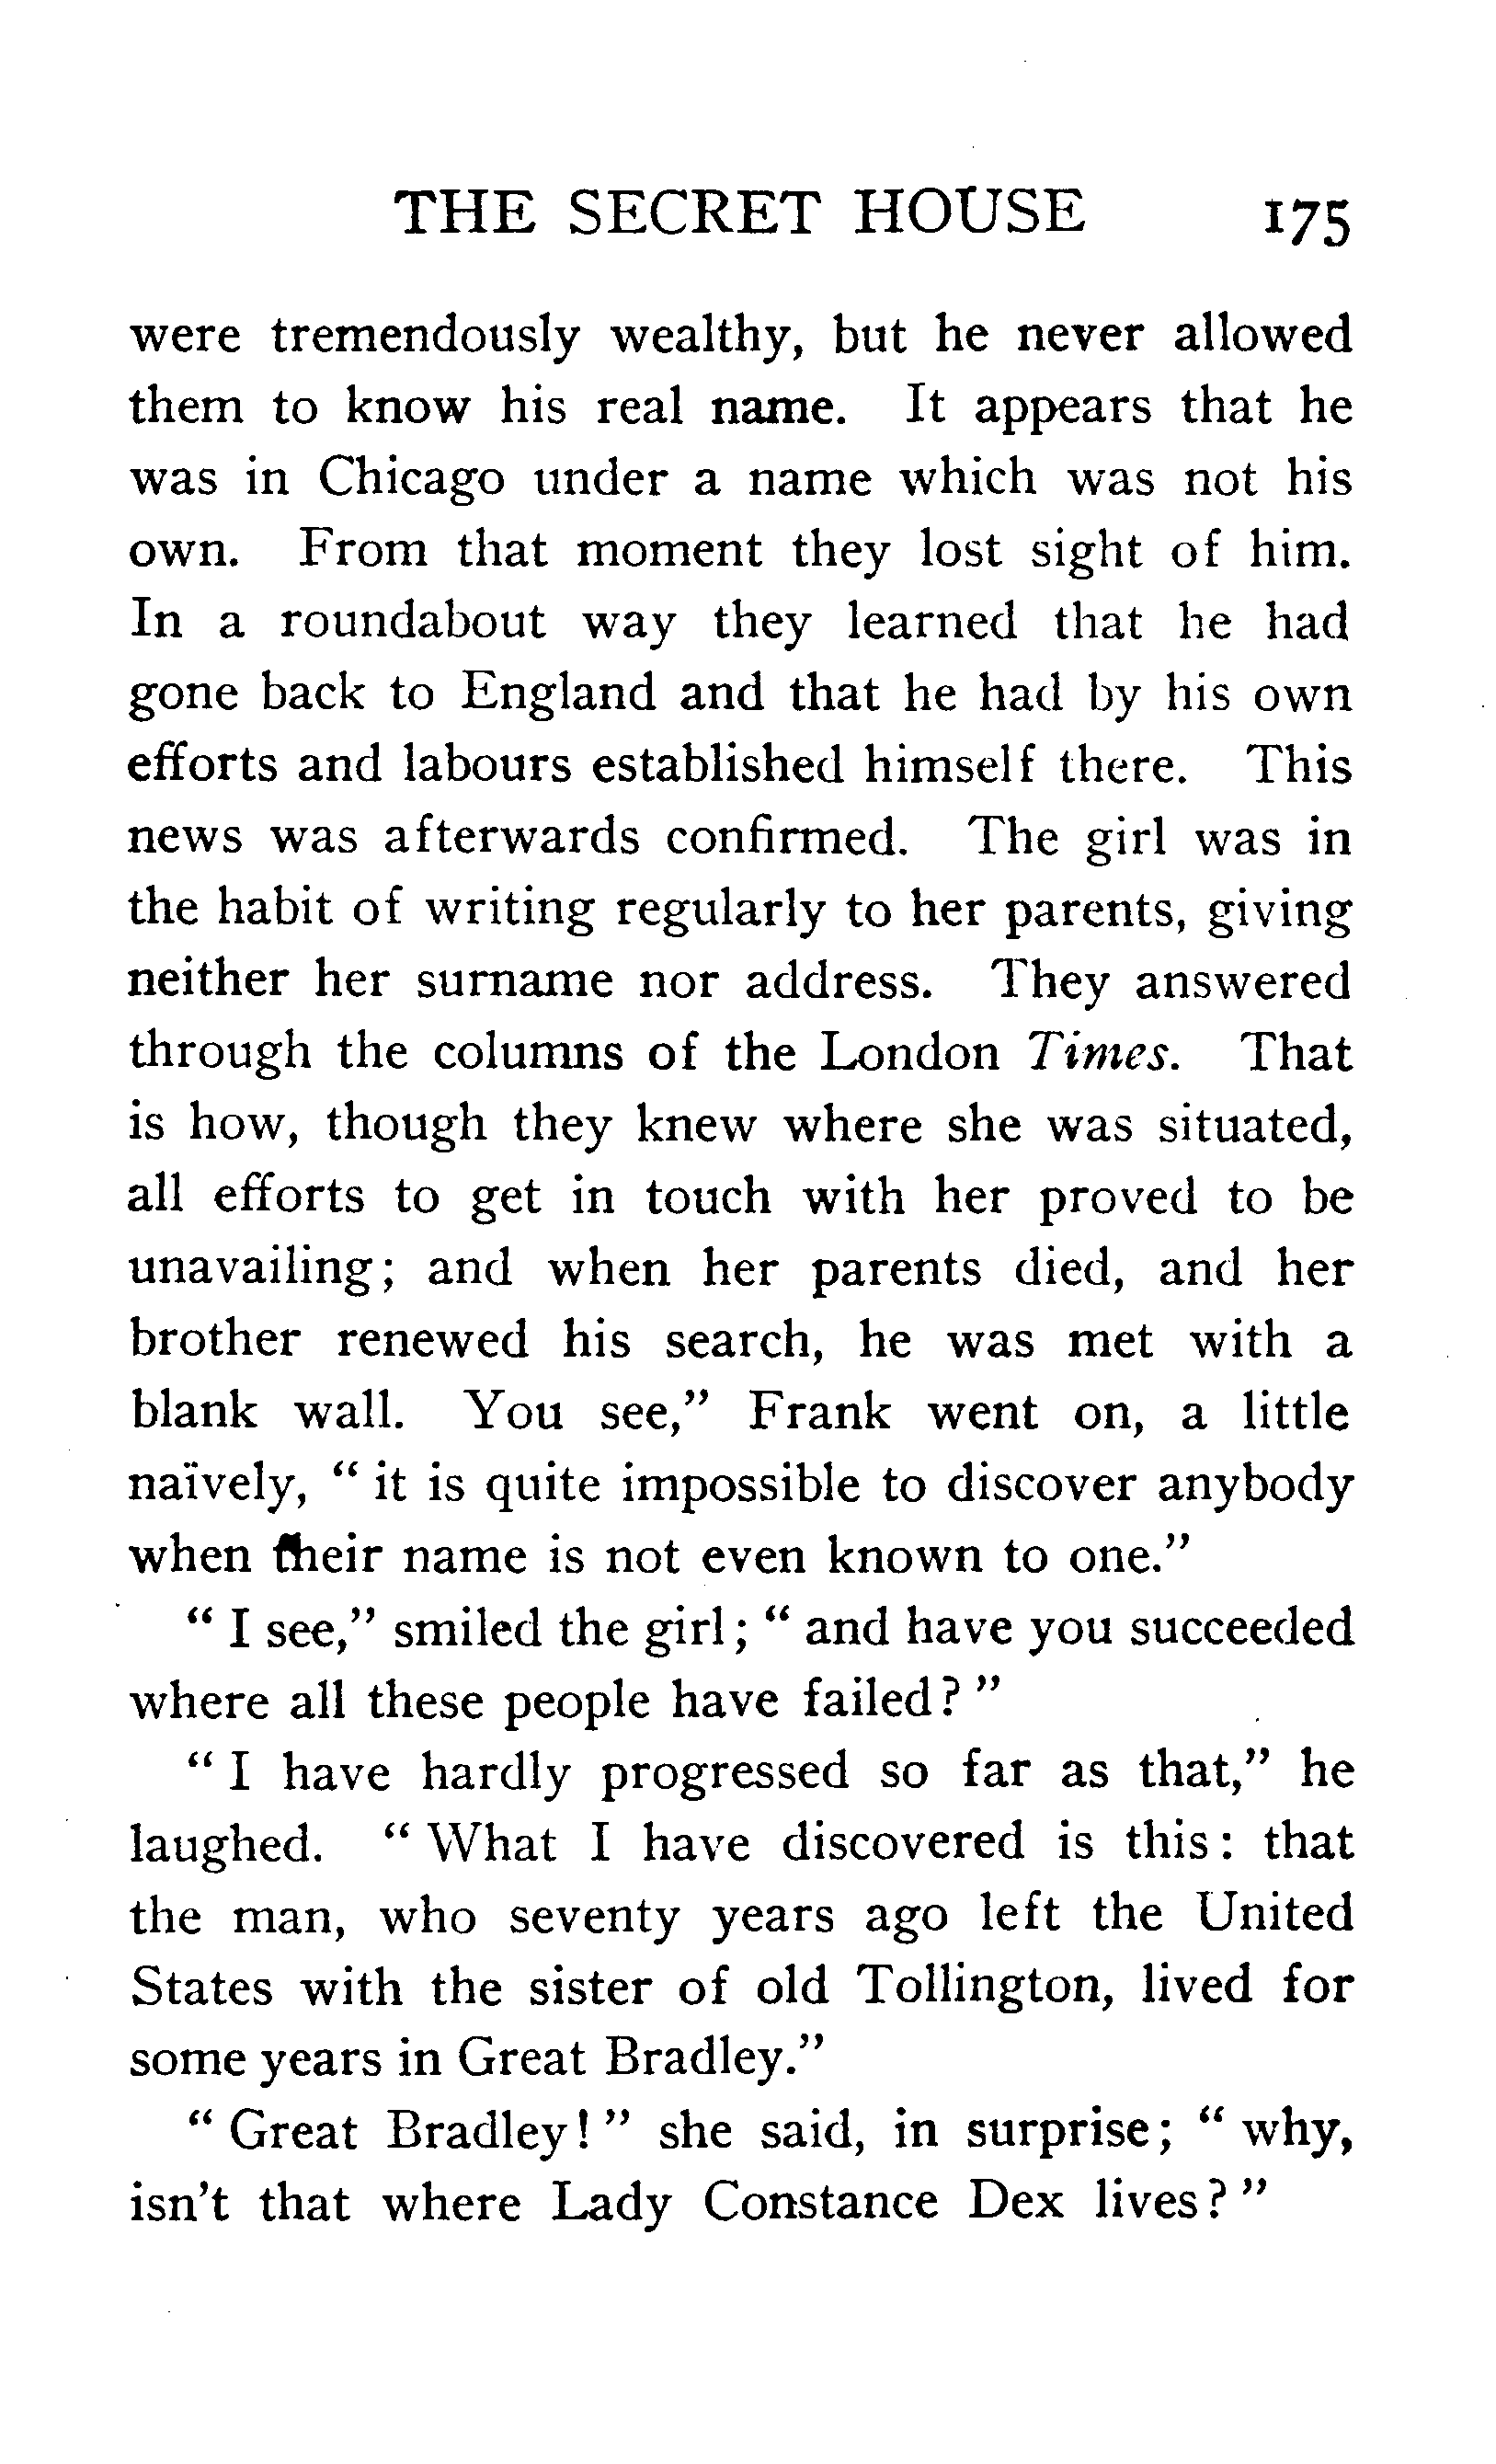 THE SECRET HOUSE 175
were tremendously wealthy, but he never allowed
them to know his real name. It appears that he
was in Chicago under a name which was not his
own. From that moment they lost sight of him.
In a roundabout way they learned that he had
gone back to England and that he had by his own
efforts and labours established himself there. This
news was afterwards confirmed. The girl was in
the habit of writing regularly to her parents, giving
neither her surname nor address. They answered
through the columns of the London Times. That
is how, though they knew where she was situated,
all efforts to get in touch with her proved to be
unavailing; and when her parents died, and her
brother renewed his search, he was met with a
blank wall. You see,” Frank went on, a little
naïvely, “ it is quite impossible to discover anybody
when their name is not even known to one.”
“ I see,” smiled the girl; “ and have you succeeded
where all these people have failed? ”
“ I have hardly progressed so far as that,” he
laughed. “ What I have discovered is this: that
the man, who seventy years ago left the United
States with the sister of old Tollington, lived for
some years in Great Bradley.”
“ Great Bradley! ” she said, in surprise; “ why,
isn't that where Lady Constance Dex lives? ”